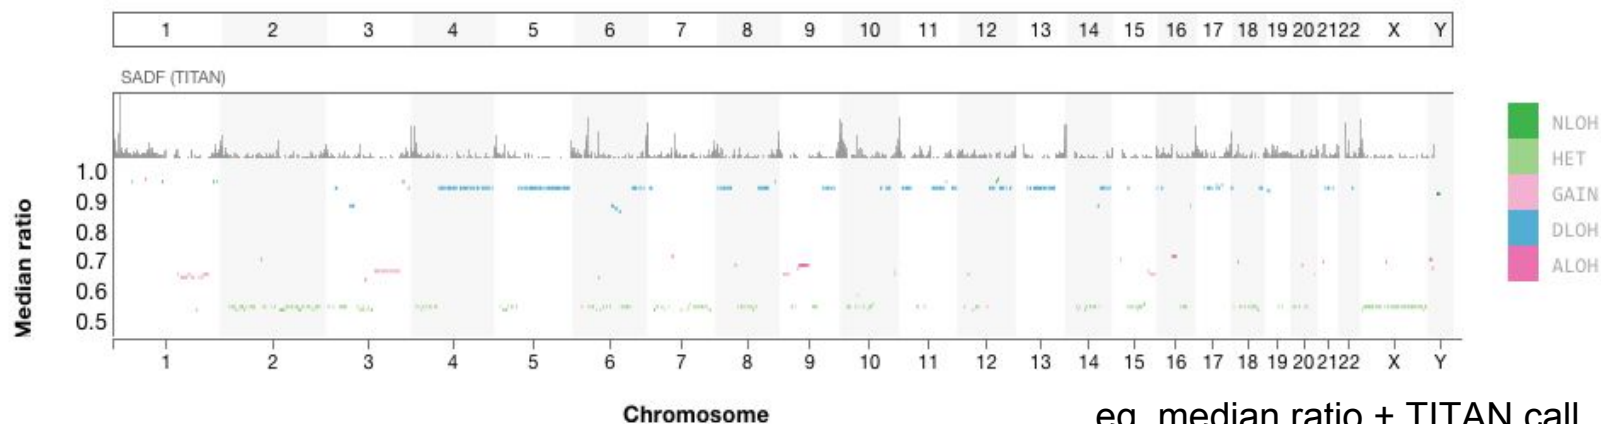 1 2 3 4 5 6 7 8 9 10 11 12 13 14 15 16 17 18 19 20 21 22 X Y
SADF (TITAN)
1.0
0.9
0.8
0.7
0.6
0.5
Median ratio
NLOH
HET
GAIN
DLOH
ALOH
1 2 3 4 5 6 7 8 9 10 11 12 13 14 15 16 17 18 19 20 21 22 X Y
Chromosome
eg. median ratio + TITAN call